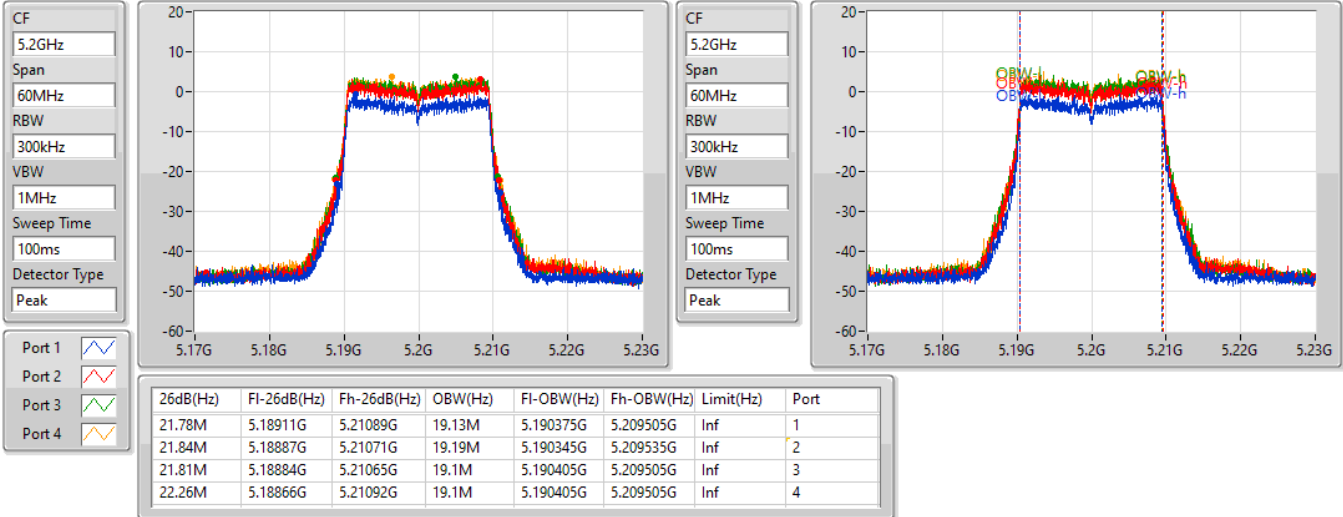 CF
5.2GHz
Span
60MHz
RBW
300kHz
VBW
1MHz
Sweep Time
100ms
Detector Type
Peak
20
10
0
-10
-20
-30
-40
-50
-60
5.17G 5.18G 5.19G 5.2G 5.21G 5.22G 5.23G
CF
5.2GHz
Span
60MHz
RBW
300kHz
VBW
1MHz
Sweep Time
100ms
Detector Type
Peak
20
10
0
-10
-20
-30
-40
-50
-60
OBW-h
5.17G 5.18G 5.19G 5.2G 5.21G 5.22G 5.23G
Port 1
Port 2
Port 3
Port 4
26dB(Hz) Fl-26dB(Hz) Fh-26dB(Hz) OBW(Hz) Fl-OBW(Hz) Fh-OBW(Hz) Limit(Hz) Port
21.78M 5.18911G 5.21089G 19.13M 5.190375G 5.209505G Inf 1
21.84M 5.18887G 5.21071G 19.19M 5.190345G 5.209535G Inf 2
21.81M 5.18884G 5.21065G 19.1M 5.190405G 5.209505G Inf 3
22.26M 5.18866G 5.21092G 19.1M 5.190405G 5.209505G Inf 4